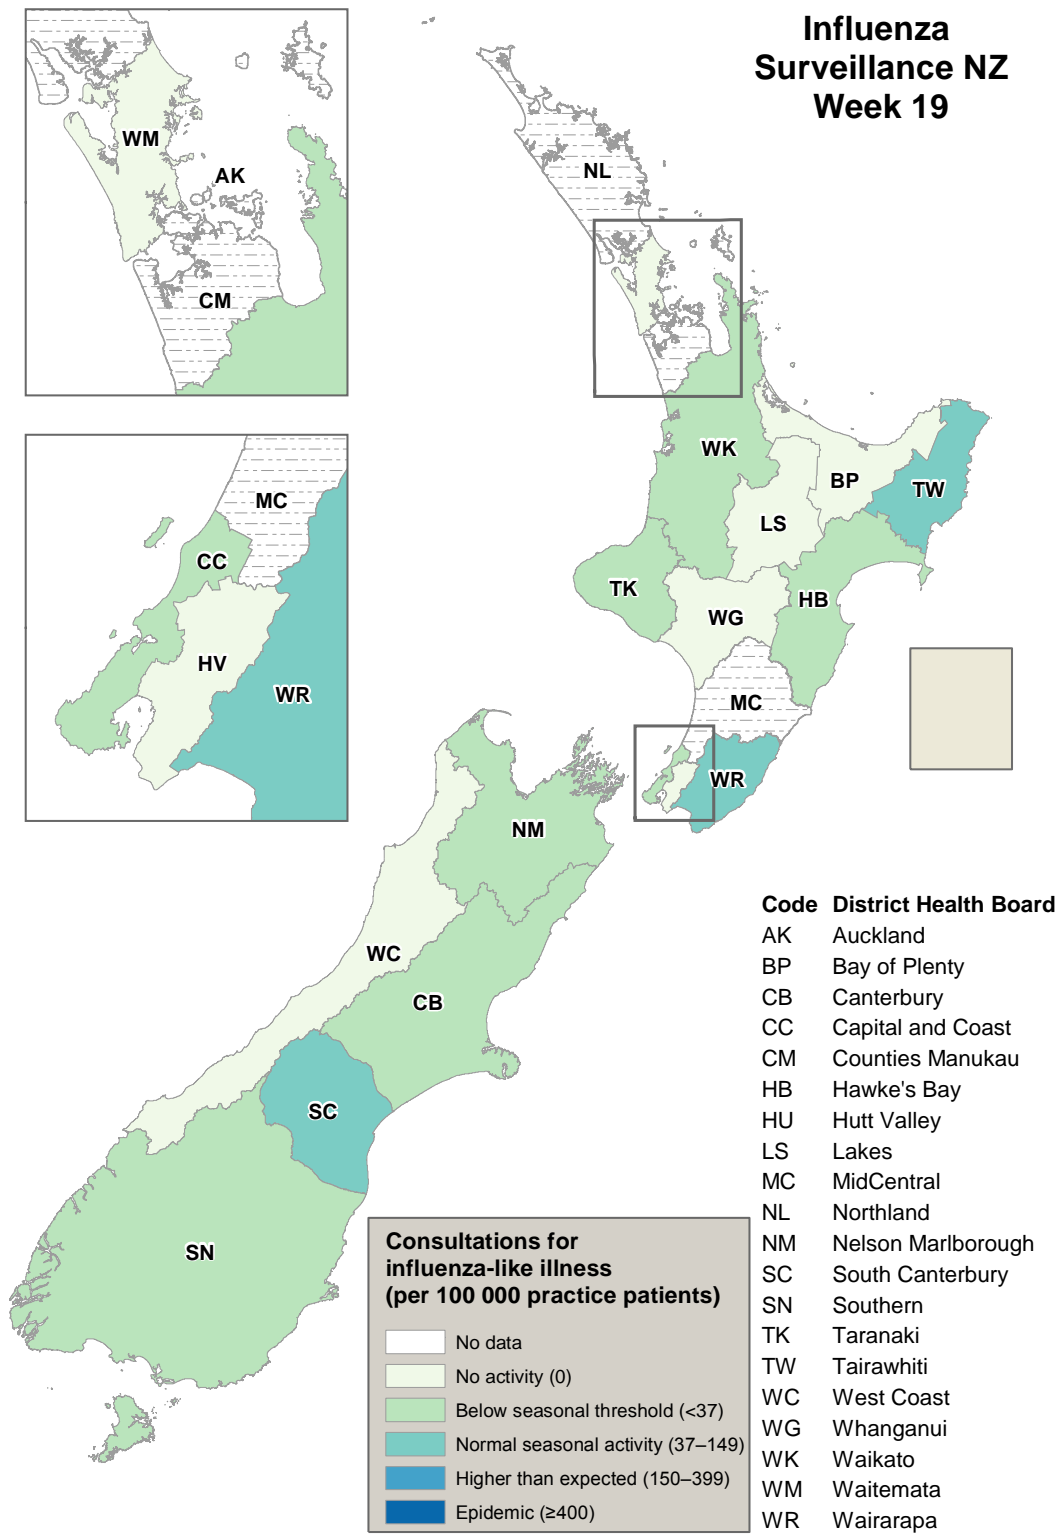 Influenza
Surveillance NZ
Week 19
WM
AK
CM
NL
MC
CC
HV
WR
WK
BP
TW
LS
TK
WG
HB
MC
WR
NM
WC
CB
SC
SN
Code District Health Board
AK Auckland
BP Bay of Plenty
CB Canterbury
CC Capital and Coast
CM Counties Manukau
HB Hawke's Bay
HU Hutt Valley
LS Lakes
MC MidCentral
NL Northland
NM Nelson Marlborough
SC South Canterbury
SN Southern
TK Taranaki
TW Tairawhiti
WC West Coast
WG Whanganui
WK Waikato
WM Waitemata
WR Wairarapa
Consultations for
influenza-like illness
(per 100 000 practice patients)
No data
No activity (0)
Below seasonal threshold (<37)
Normal seasonal activity (37–149)
Higher than expected (150–399)
Epidemic (≥400)